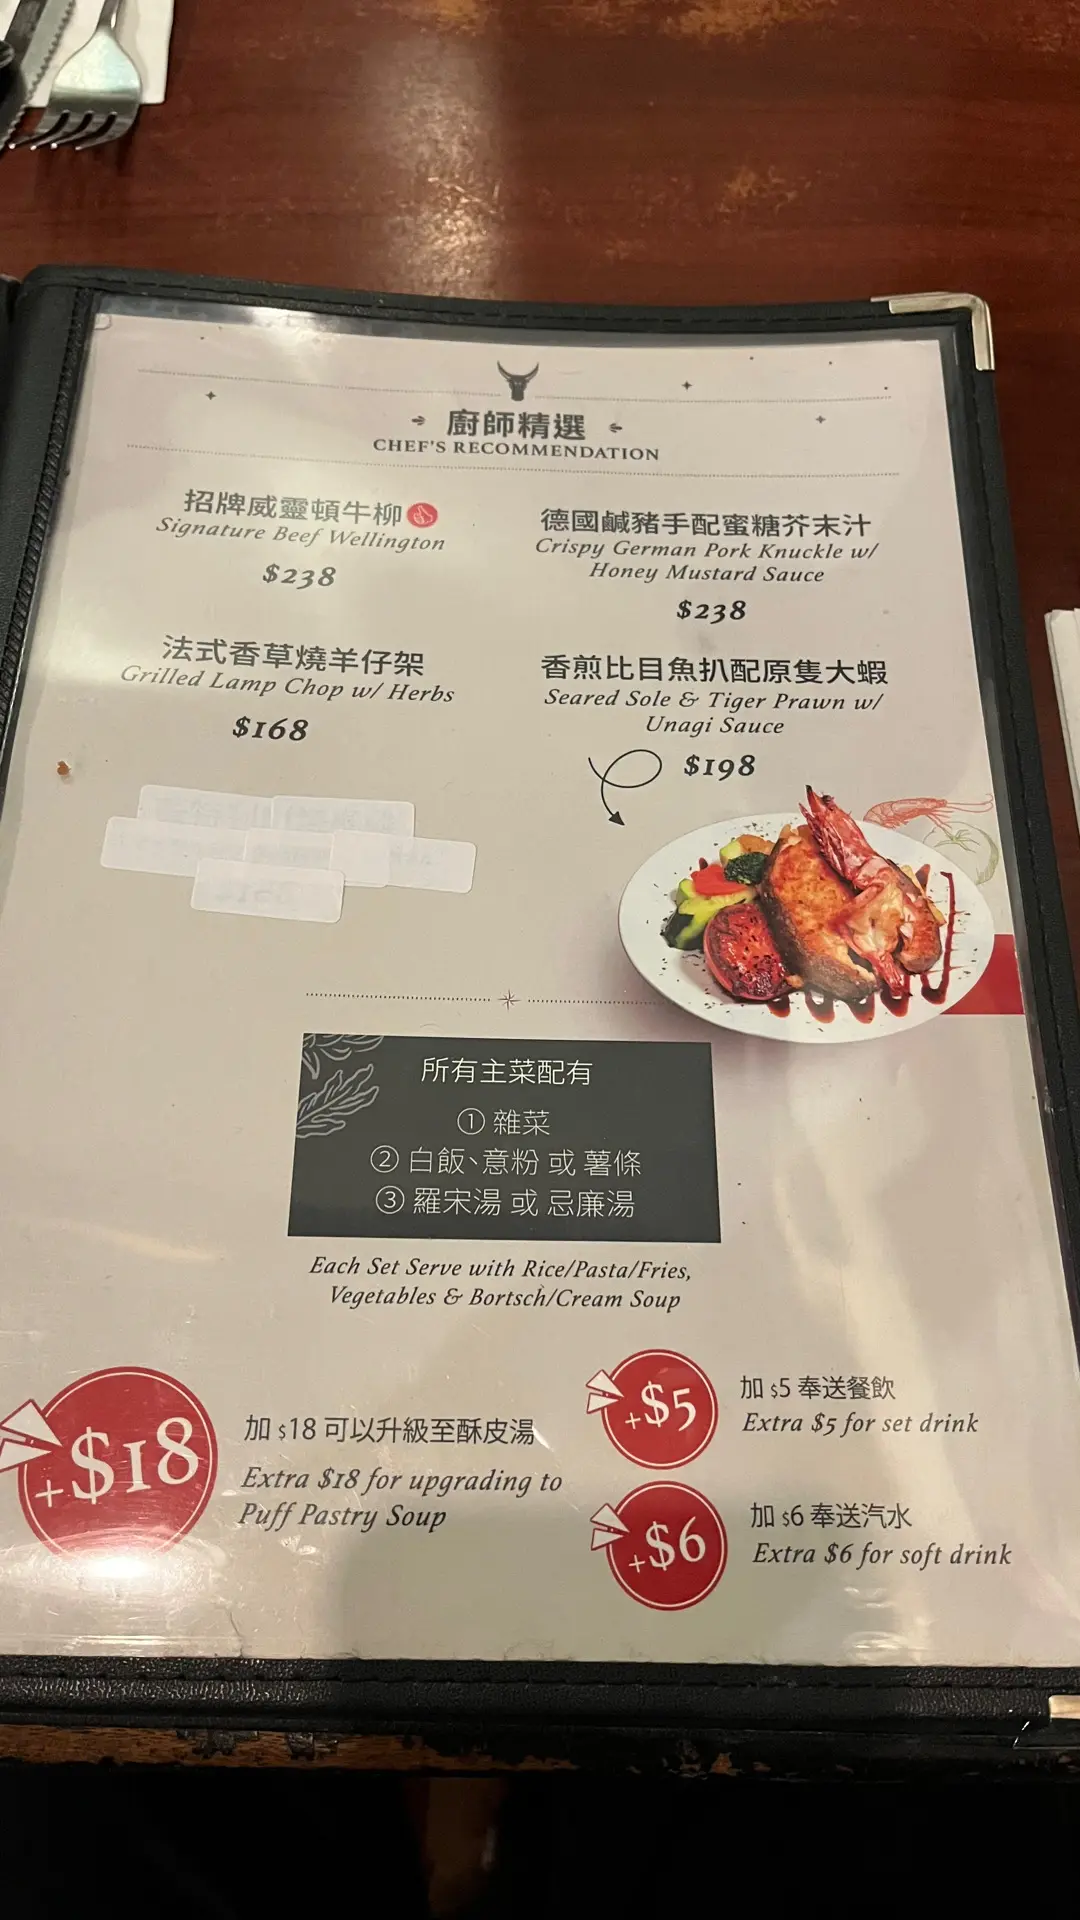 廚師精選
CHEF'S RECOMMENDATION
招牌威靈頓牛柳
Signature Beef Wellington
$238
德國鹹豬手配蜜糖芥末汁
Crispy German Pork Knuckle w/
Honey Mustard Sauce
$238
法式香草燒羊仔架
Grilled Lamp Chop w/ Herbs
$168
香煎比目魚扒配原隻大蝦
Seared Sole & Tiger Prawn w/
Unagi Sauce
$198
所有主菜配有
① 雜菜
② 白飯、意粉 或 薯條
③ 羅宋湯 或 忌廉湯
Each Set Serve with Rice/Pasta/Fries,
Vegetables & Bortsch/Cream Soup
+$18
加 $18 可以升級至酥皮湯
Extra $18 for upgrading to
Puff Pastry Soup
+$5
加 $5 奉送餐飲
Extra $5 for set drink
+$6
加 $6 奉送汽水
Extra $6 for soft drink